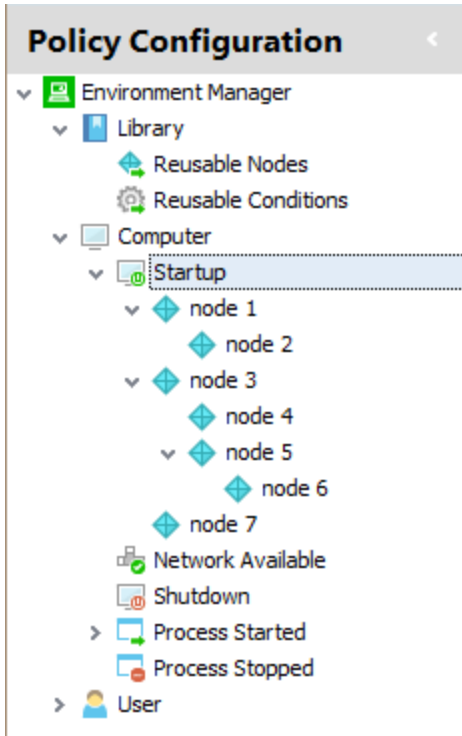 Policy Configuration
Environment Manager
Library
Reusable Nodes
Reusable Conditions
Computer
Startup
node 1
node 2
node 3
node 4
node 5
node 6
node 7
Network Available
Shutdown
Process Started
Process Stopped
User